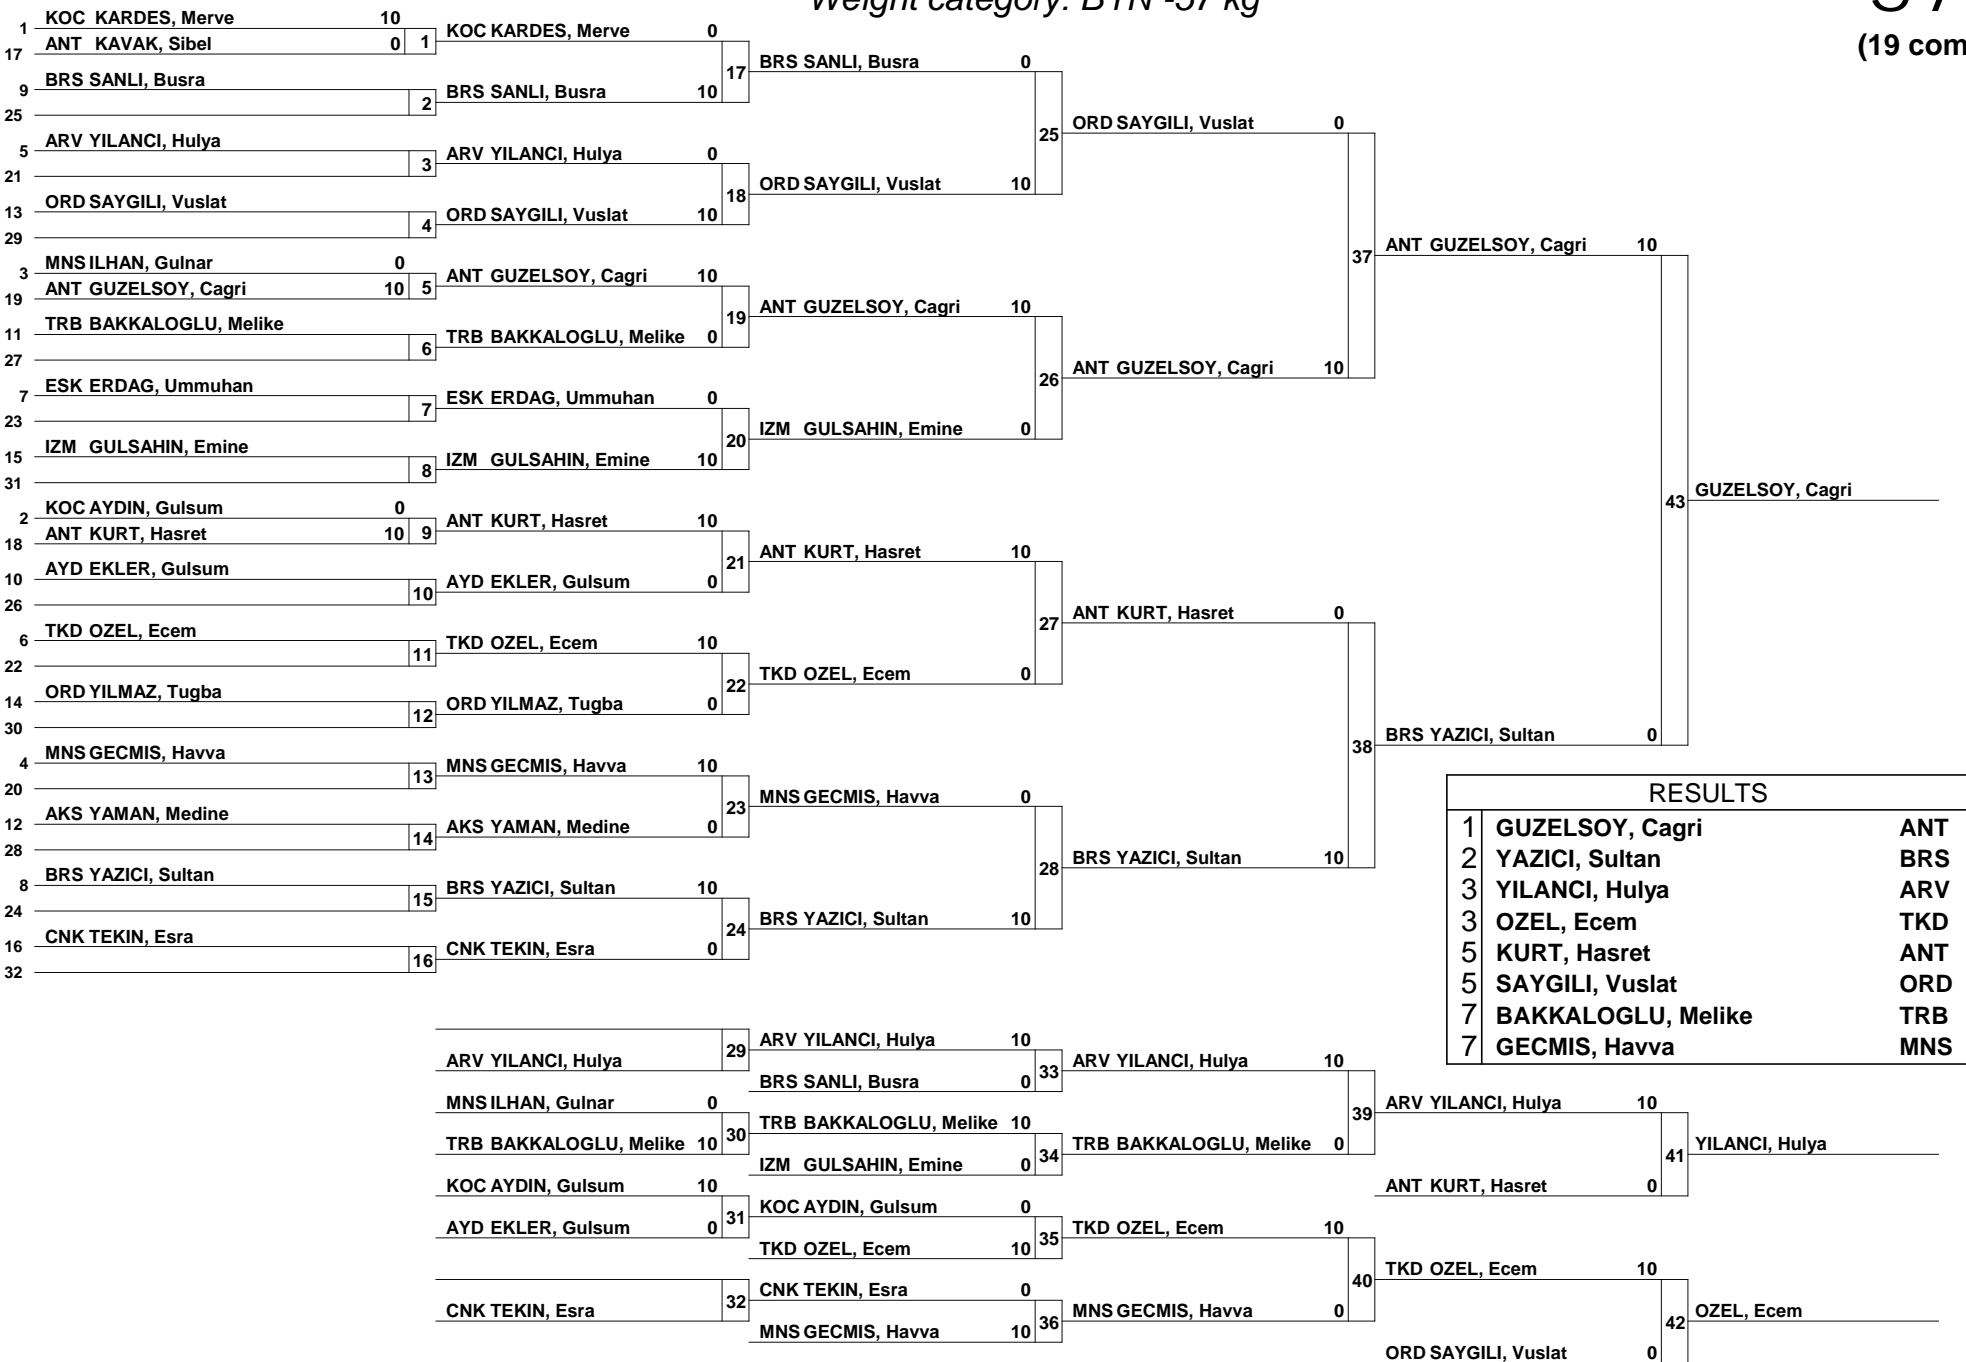 Weight category: BTN -57 kg
57
(19 com
1 KOC KARDES, Merve 10
17 ANT KAVAK, Sibel 0
1
9 BRS SANLI, Busra
25
2
5 ARV YILANCI, Hulya
21
3
13 ORD SAYGILI, Vuslat
29
4
3 MNS ILHAN, Gulnar 0
19 ANT GUZELSOY, Cagri 10
5
11 TRB BAKKALOGLU, Melike
27
6
7 ESK ERDAG, Ummuhan
23
7
15 IZM GULSAHIN, Emine
31
8
2 KOC AYDIN, Gulsum 0
18 ANT KURT, Hasret 10
9
10 AYD EKLER, Gulsum
26
10
6 TKD OZEL, Ecem
22
11
14 ORD YILMAZ, Tugba
30
12
4 MNS GECMIS, Havva
20
13
12 AKS YAMAN, Medine
28
14
8 BRS YAZICI, Sultan
24
15
16 CNK TEKIN, Esra
32
16
KOC KARDES, Merve 0
17
BRS SANLI, Busra 10
ARV YILANCI, Hulya 0
18
ORD SAYGILI, Vuslat 10
ANT GUZELSOY, Cagri 10
19
TRB BAKKALOGLU, Melike 0
ESK ERDAG, Ummuhan 0
20
IZM GULSAHIN, Emine 10
ANT KURT, Hasret 10
21
AYD EKLER, Gulsum 0
TKD OZEL, Ecem 10
22
ORD YILMAZ, Tugba 0
MNS GECMIS, Havva 10
23
AKS YAMAN, Medine 0
BRS YAZICI, Sultan 10
24
CNK TEKIN, Esra 0
BRS SANLI, Busra 0
25
ORD SAYGILI, Vuslat 10
ANT GUZELSOY, Cagri 10
26
IZM GULSAHIN, Emine 0
ANT KURT, Hasret 10
27
TKD OZEL, Ecem 0
MNS GECMIS, Havva 0
28
BRS YAZICI, Sultan 10
ORD SAYGILI, Vuslat 0
37
ANT GUZELSOY, Cagri 10
ANT KURT, Hasret 0
38
BRS YAZICI, Sultan 10
ANT GUZELSOY, Cagri 10
43
BRS YAZICI, Sultan 0
GUZELSOY, Cagri
RESULTS
1 GUZELSOY, Cagri ANT
2 YAZICI, Sultan BRS
3 YILANCI, Hulya ARV
3 OZEL, Ecem TKD
5 KURT, Hasret ANT
5 SAYGILI, Vuslat ORD
7 BAKKALOGLU, Melike TRB
7 GECMIS, Havva MNS
29
ARV YILANCI, Hulya
MNS ILHAN, Gulnar 0
30
TRB BAKKALOGLU, Melike 10
KOC AYDIN, Gulsum 10
31
AYD EKLER, Gulsum 0
32
CNK TEKIN, Esra
ARV YILANCI, Hulya 10
33
BRS SANLI, Busra 0
TRB BAKKALOGLU, Melike 10
34
IZM GULSAHIN, Emine 0
KOC AYDIN, Gulsum 0
35
TKD OZEL, Ecem 10
CNK TEKIN, Esra 0
36
MNS GECMIS, Havva 10
ARV YILANCI, Hulya 10
39
TRB BAKKALOGLU, Melike 0
TKD OZEL, Ecem 10
40
MNS GECMIS, Havva 0
ARV YILANCI, Hulya 10
41
ANT KURT, Hasret 0
TKD OZEL, Ecem 10
42
ORD SAYGILI, Vuslat 0
YILANCI, Hulya
OZEL, Ecem